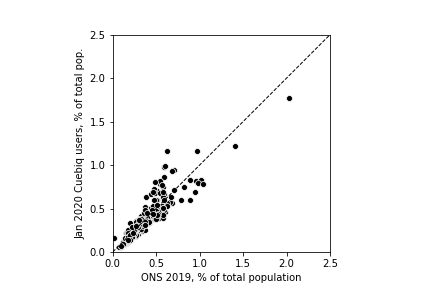 2.5
2.0
1.5
1.0
0.5
0.0
Jan 2020 Cuebiq users, % of total pop.
0.0 0.5 1.0 1.5 2.0 2.5
ONS 2019, % of total population